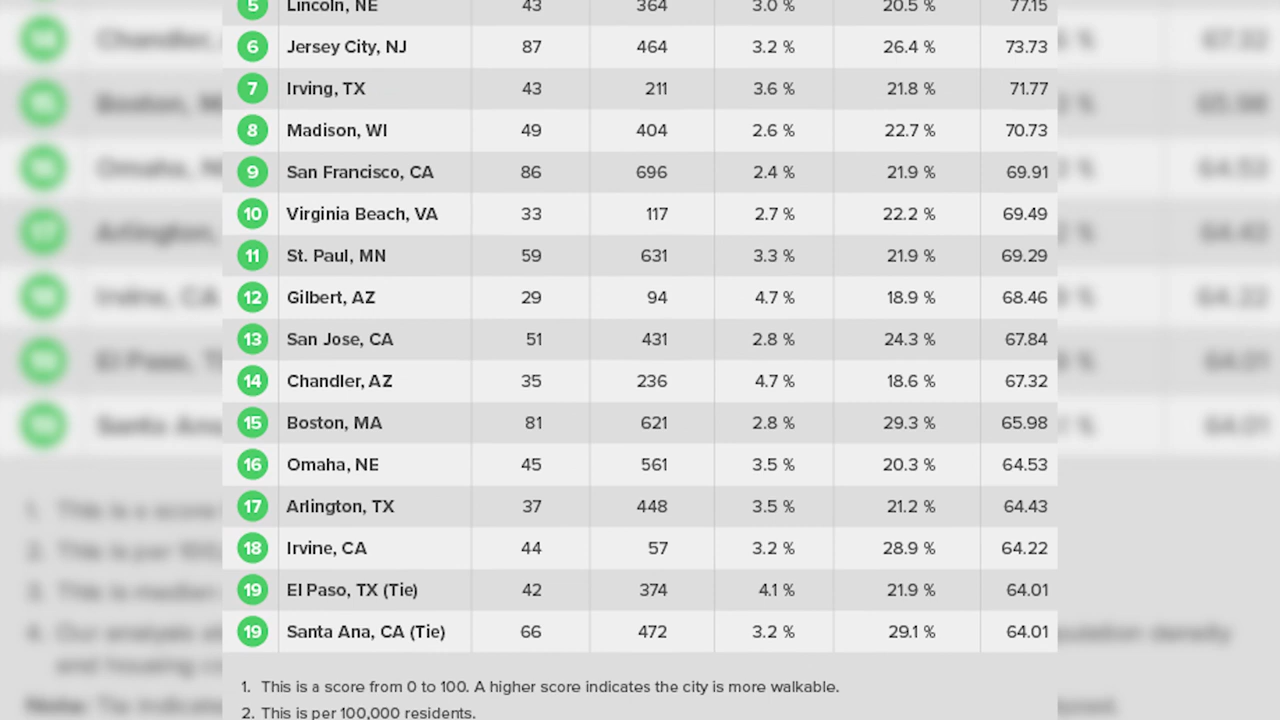 5 Lincoln, NE 43 364 3.0 % 20.5 % 77.15
6 Jersey City, NJ 87 464 3.2 % 26.4 % 73.73
7 Irving, TX 43 211 3.6 % 21.8 % 71.77
8 Madison, WI 49 404 2.6 % 22.7 % 70.73
9 San Francisco, CA 86 696 2.4 % 21.9 % 69.91
10 Virginia Beach, VA 33 117 2.7 % 22.2 % 69.49
11 St. Paul, MN 59 631 3.3 % 21.9 % 69.29
12 Gilbert, AZ 29 94 4.7 % 18.9 % 68.46
13 San Jose, CA 51 431 2.8 % 24.3 % 67.84
14 Chandler, AZ 35 236 4.7 % 18.6 % 67.32
15 Boston, MA 81 621 2.8 % 29.3 % 65.98
16 Omaha, NE 45 561 3.5 % 20.3 % 64.53
17 Arlington, TX 37 448 3.5 % 21.2 % 64.43
18 Irvine, CA 44 57 3.2 % 28.9 % 64.22
19 El Paso, TX (Tie) 42 374 4.1 % 21.9 % 64.01
19 Santa Ana, CA (Tie) 66 472 3.2 % 29.1 % 64.01
1. This is a score from 0 to 100. A higher score indicates the city is more walkable.
2. This is per 100,000 residents.